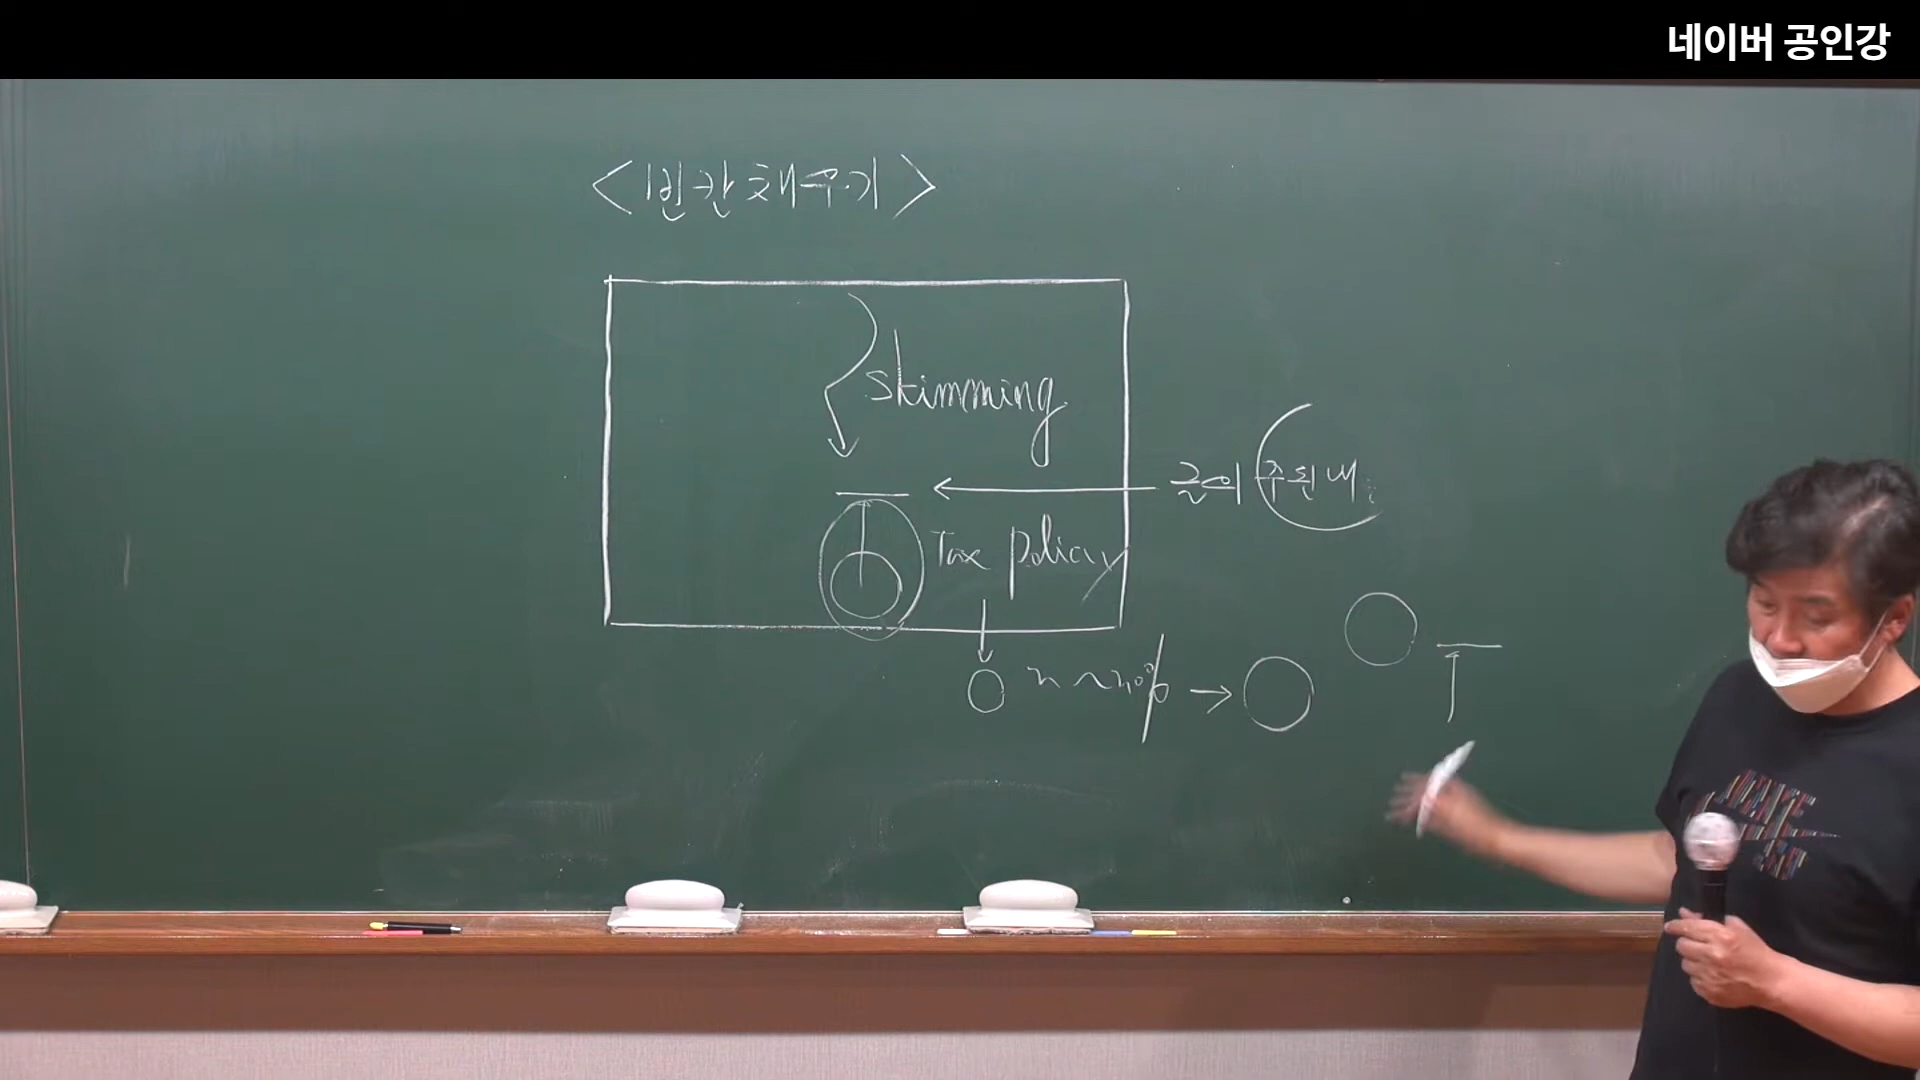 네이버 공인강
<빈칸채우기>
skimming
글의 주된 내
Tax policy
%